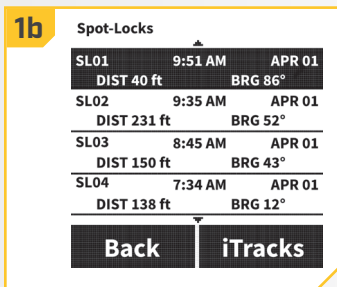 1b
Spot-Locks
SL01 9:51 AM APR 01
DIST 40 ft BRG 86°
SL02 9:35 AM APR 01
DIST 231 ft BRG 52°
SL03 8:45 AM APR 01
DIST 150 ft BRG 43°
SL04 7:34 AM APR 01
DIST 138 ft BRG 12°
Back iTracks